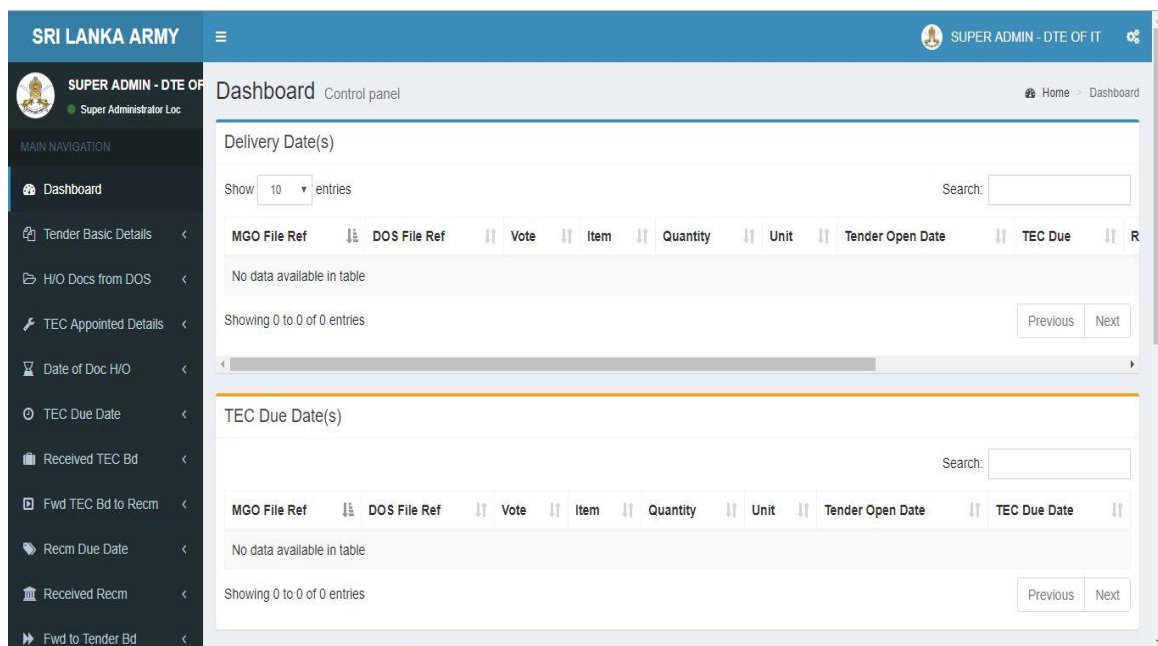 SRI LANKA ARMY
SUPER ADMIN - DTE OF IT
SUPER ADMIN - DTE OF
Super Administrator Loc
MAIN NAVIGATION
Dashboard
Tender Basic Details
H/O Docs from DOS
TEC Appointed Details
Date of Doc H/O
TEC Due Date
Received TEC Bd
Fwd TEC Bd to Recm
Recm Due Date
Received Recm
Fwd to Tender Bd
Dashboard Control panel
Home > Dashboard
Delivery Date(s)
Show 10 entries
Search:
MGO File Ref DOS File Ref Vote Item Quantity Unit Tender Open Date TEC Due R
No data available in table
Showing 0 to 0 of 0 entries
Previous Next
TEC Due Date(s)
Search:
MGO File Ref DOS File Ref Vote Item Quantity Unit Tender Open Date TEC Due Date
No data available in table
Showing 0 to 0 of 0 entries
Previous Next